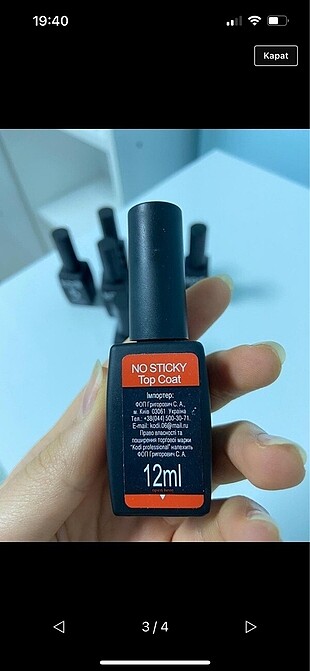 19:40
Kapat
NO STICKY
Top Coat
Імпортер:
ФОП Григорович С. А.,
м. Київ 03061 Україна
Тел.: +38(044) 500-30-71.
E-mail: kodi.06@mail.ru
Право власності та
поширення торгової марки
"Kodi professional" належить
ФОП Григорович С. А.
12ml
3 / 4